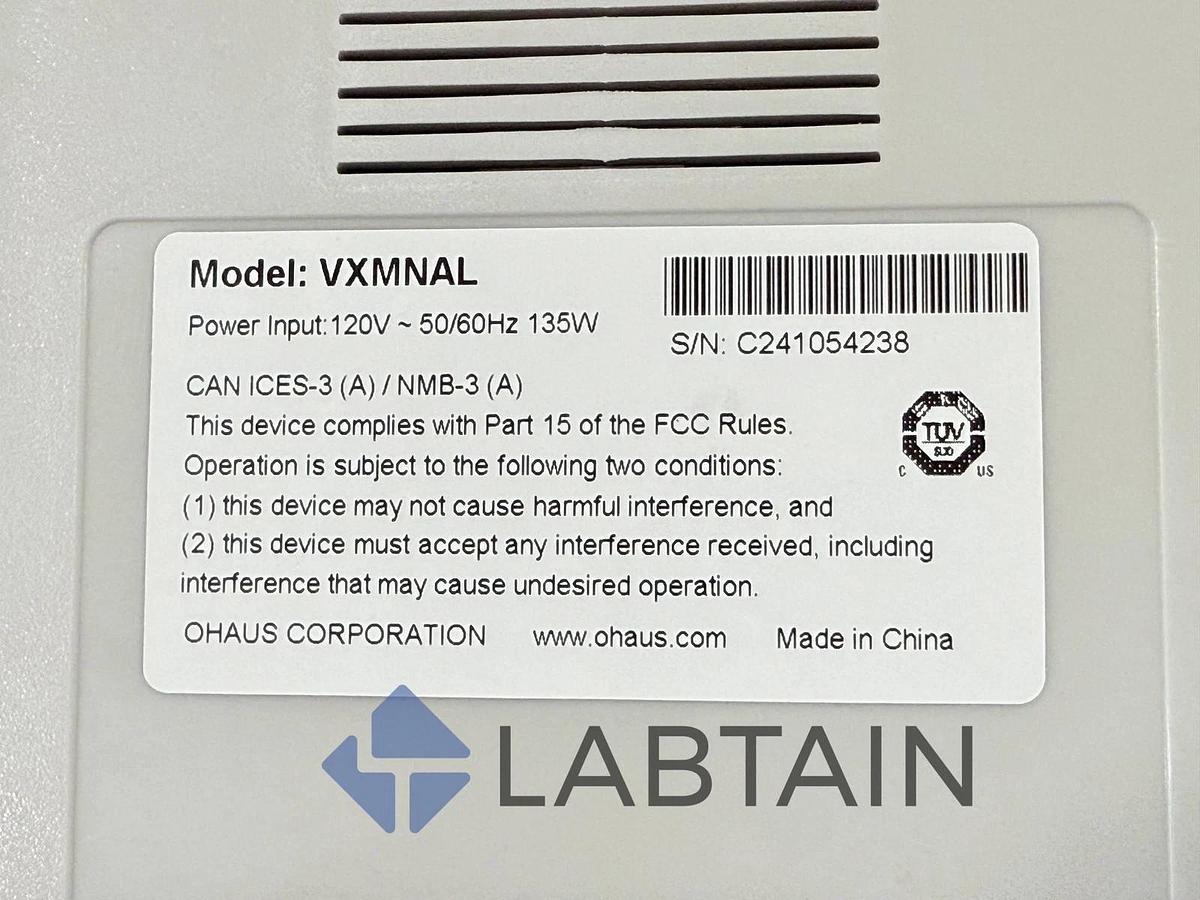 Model: VXMNAL
Power Input:120V ~ 50/60Hz 135W
S/N: C241054238
CAN ICES-3 (A) / NMB-3 (A)
This device complies with Part 15 of the FCC Rules.
Operation is subject to the following two conditions:
(1) this device may not cause harmful interference, and
(2) this device must accept any interference received, including
interference that may cause undesired operation.
TUV
SUD
C US
OHAUS CORPORATION www.ohaus.com Made in China
LABTAIN